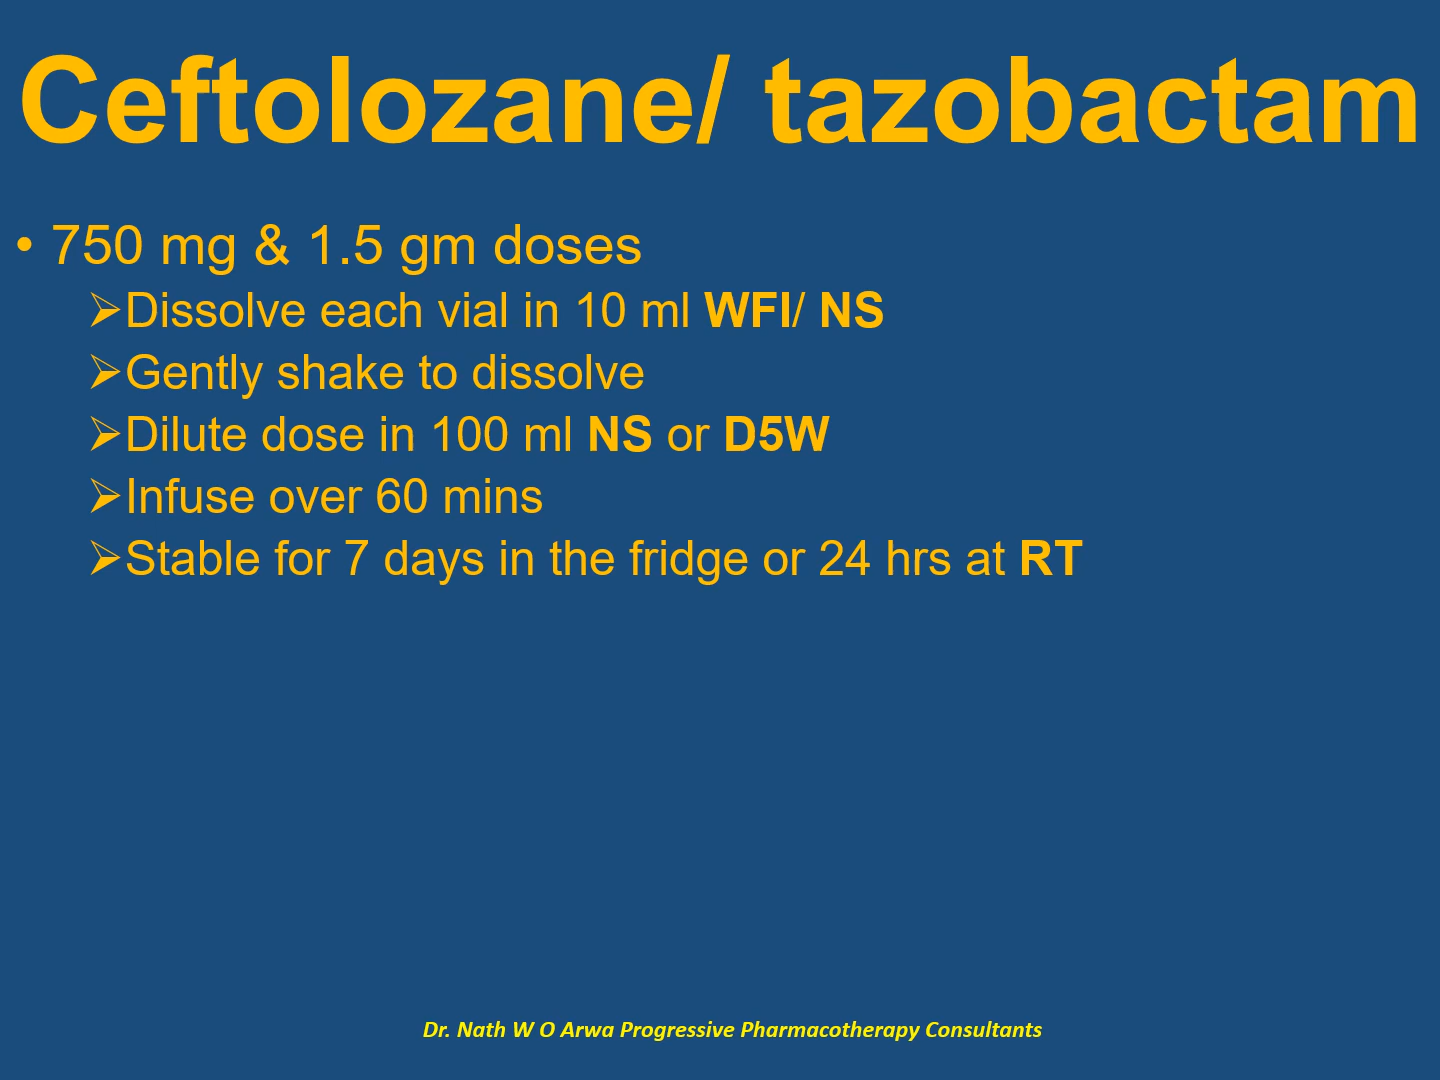 Ceftolozane/ tazobactam
• 750 mg & 1.5 gm doses
➢Dissolve each vial in 10 ml WFI/ NS
➢Gently shake to dissolve
➢Dilute dose in 100 ml NS or D5W
➢Infuse over 60 mins
➢Stable for 7 days in the fridge or 24 hrs at RT
Dr. Nath W O Arwa Progressive Pharmacotherapy Consultants